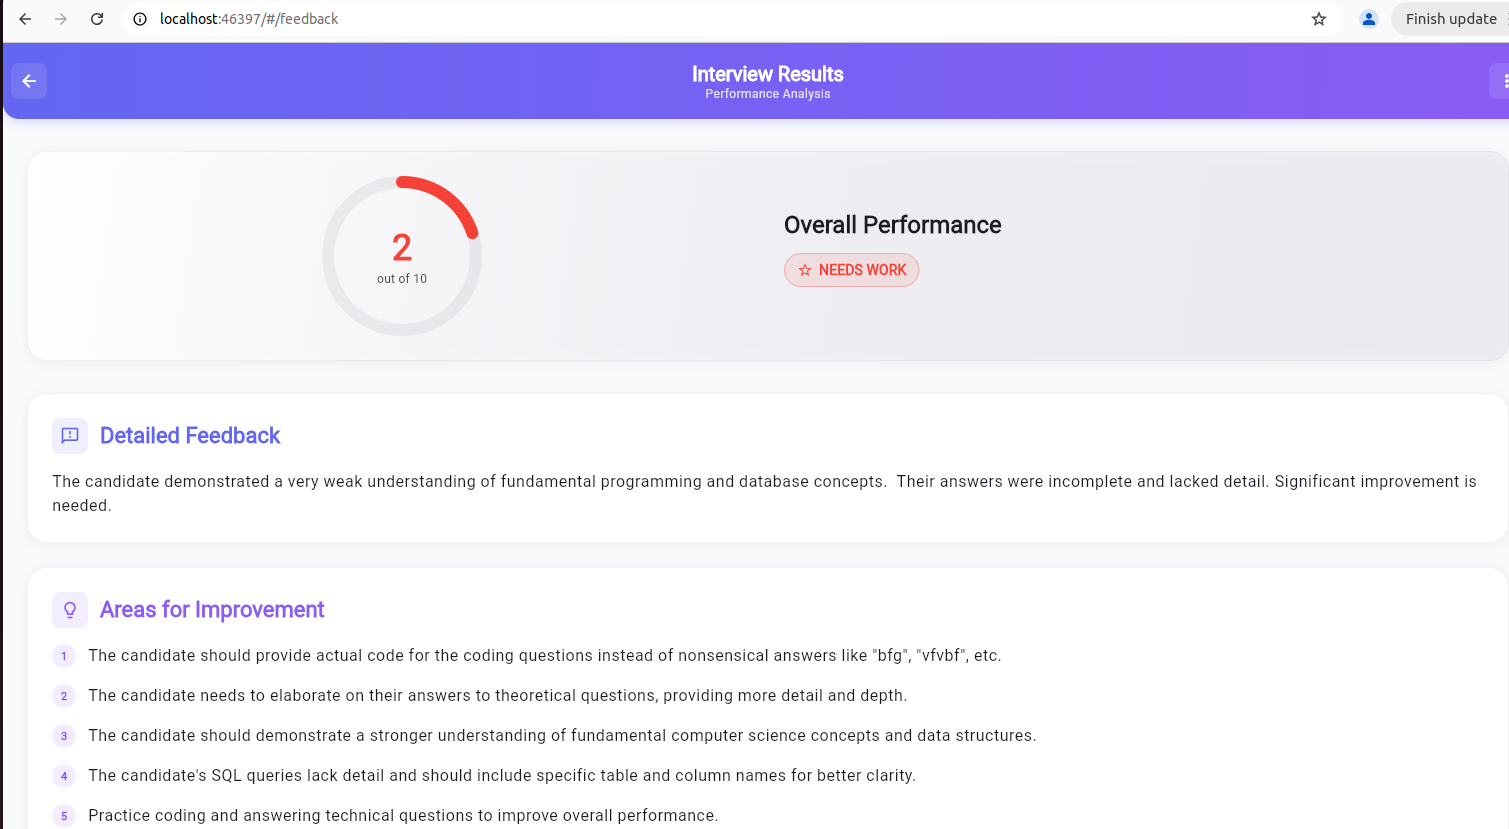 localhost:46397/#/feedback
Finish update
Interview Results
Performance Analysis
2
out of 10
Overall Performance
NEEDS WORK
Detailed Feedback
The candidate demonstrated a very weak understanding of fundamental programming and database concepts.  Their answers were incomplete and lacked detail. Significant improvement is
needed.
Areas for Improvement
1 The candidate should provide actual code for the coding questions instead of nonsensical answers like "bfg", "vfvbf", etc.
2 The candidate needs to elaborate on their answers to theoretical questions, providing more detail and depth.
3 The candidate should demonstrate a stronger understanding of fundamental computer science concepts and data structures.
4 The candidate's SQL queries lack detail and should include specific table and column names for better clarity.
5 Practice coding and answering technical questions to improve overall performance.